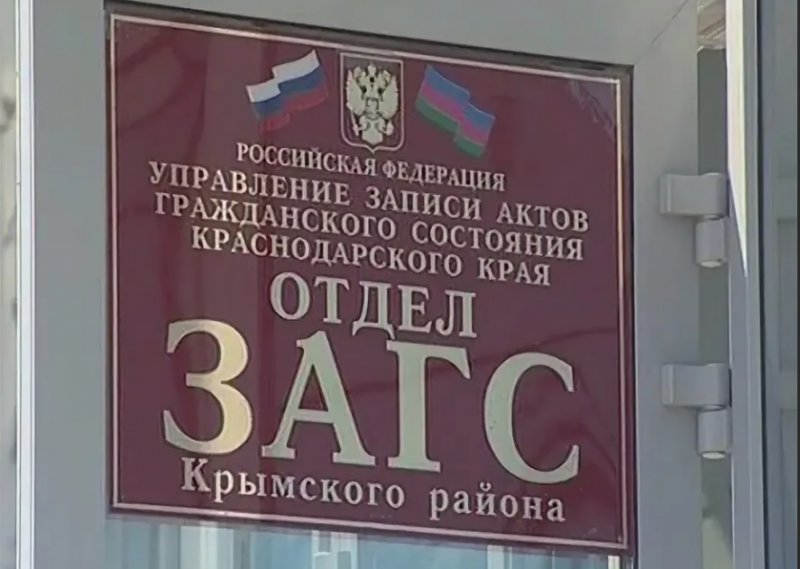 РОССИЙСКАЯ ФЕДЕРАЦИЯ
УПРАВЛЕНИЕ ЗАПИСИ АКТОВ
ГРАЖДАНСКОГО СОСТОЯНИЯ
КРАСНОДАРСКОГО КРАЯ
ОТДЕЛ
ЗАГС
Крымского района